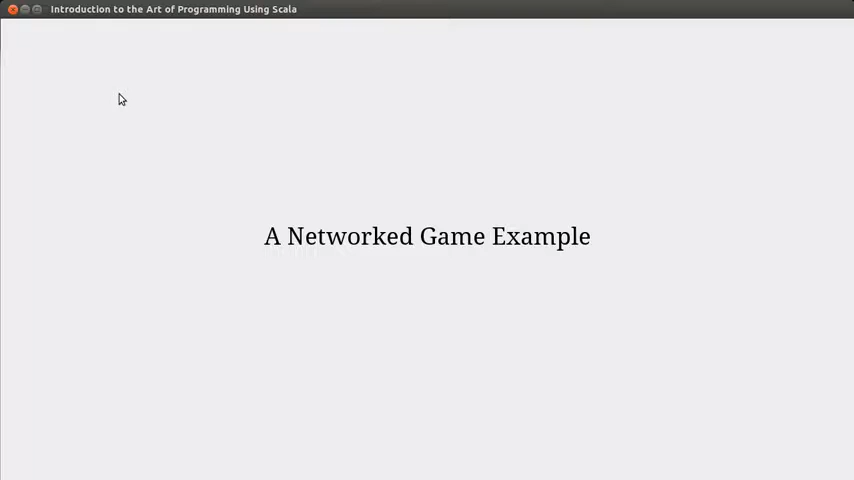 Introduction to the Art of Programming Using Scala
A Networked Game Example